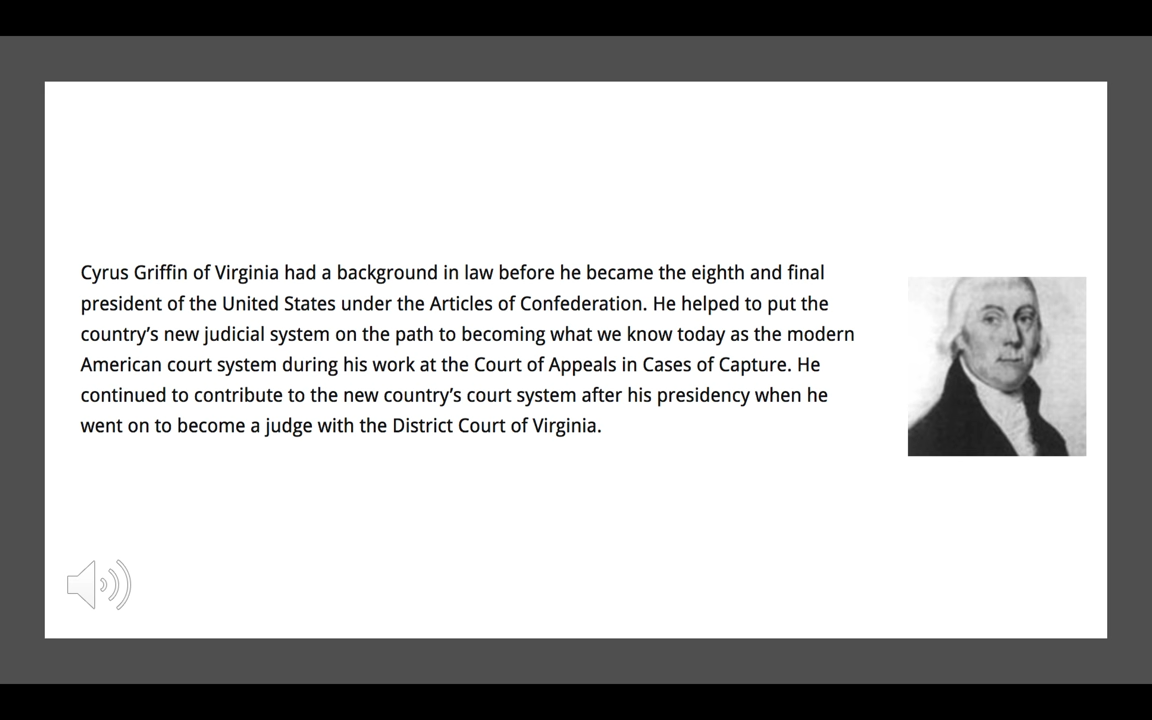 Cyrus Griffin of Virginia had a background in law before he became the eighth and final
president of the United States under the Articles of Confederation. He helped to put the
country’s new judicial system on the path to becoming what we know today as the modern
American court system during his work at the Court of Appeals in Cases of Capture. He
continued to contribute to the new country’s court system after his presidency when he
went on to become a judge with the District Court of Virginia.